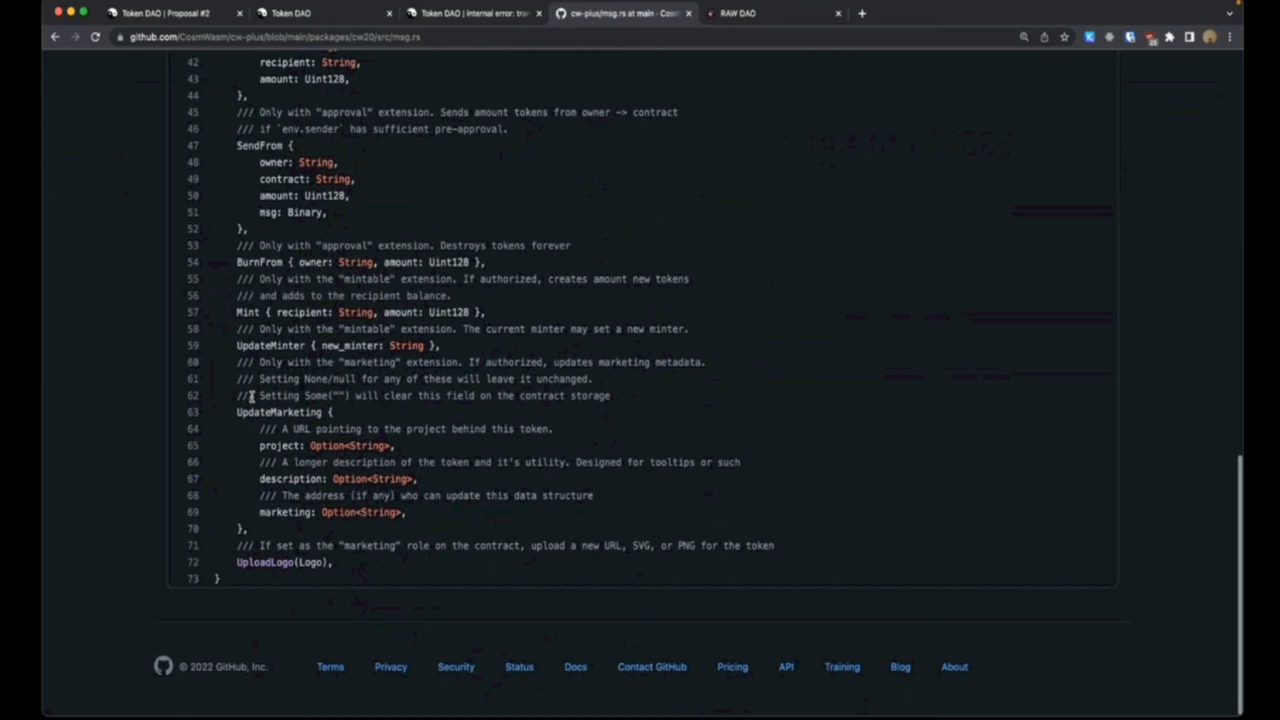 Token DAO | Proposal #2
Token DAO
Token DAO | internal error: tra
cw-plus/msg.rs at main · Cosm
RAW DAO
github.com/CosmWasm/cw-plus/blob/main/packages/cw20/src/msg.rs
42 recipient: String,
43 amount: Uint128,
44 },
45 /// Only with "approval" extension. Sends amount tokens from owner -> contract
46 /// if `env.sender` has sufficient pre-approval.
47 SendFrom {
48 owner: String,
49 contract: String,
50 amount: Uint128,
51 msg: Binary,
52 },
53 /// Only with "approval" extension. Destroys tokens forever
54 BurnFrom { owner: String, amount: Uint128 },
55 /// Only with the "mintable" extension. If authorized, creates amount new tokens
56 /// and adds to the recipient balance.
57 Mint { recipient: String, amount: Uint128 },
58 /// Only with the "mintable" extension. The current minter may set a new minter.
59 UpdateMinter { new_minter: String },
60 /// Only with the "marketing" extension. If authorized, updates marketing metadata.
61 /// Setting None/null for any of these will leave it unchanged.
62 /// Setting Some("") will clear this field on the contract storage
63 UpdateMarketing {
64 /// A URL pointing to the project behind this token.
65 project: Option<String>,
66 /// A longer description of the token and it's utility. Designed for tooltips or such
67 description: Option<String>,
68 /// The address (if any) who can update this data structure
69 marketing: Option<String>,
70 },
71 /// If set as the "marketing" role on the contract, upload a new URL, SVG, or PNG for the token
72 UploadLogo(Logo),
73 }
© 2022 GitHub, Inc.
Terms
Privacy
Security
Status
Docs
Contact GitHub
Pricing
API
Training
Blog
About